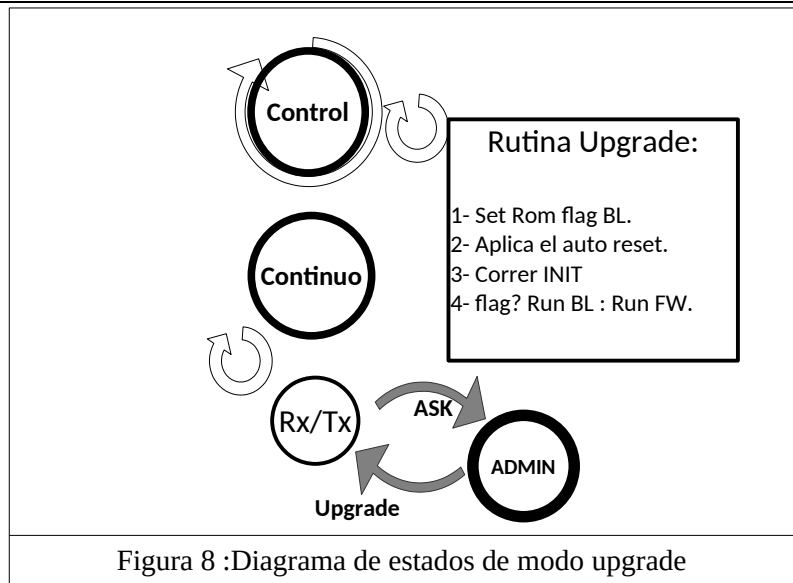 Control
Rutina Upgrade:
1- Set Rom flag BL.
2- Aplica el auto reset.
3- Correr INIT
4- flag? Run BL : Run FW.
Continuo
Rx/Tx
ASK
ADMIN
Upgrade
Figura 8 :Diagrama de estados de modo upgrade